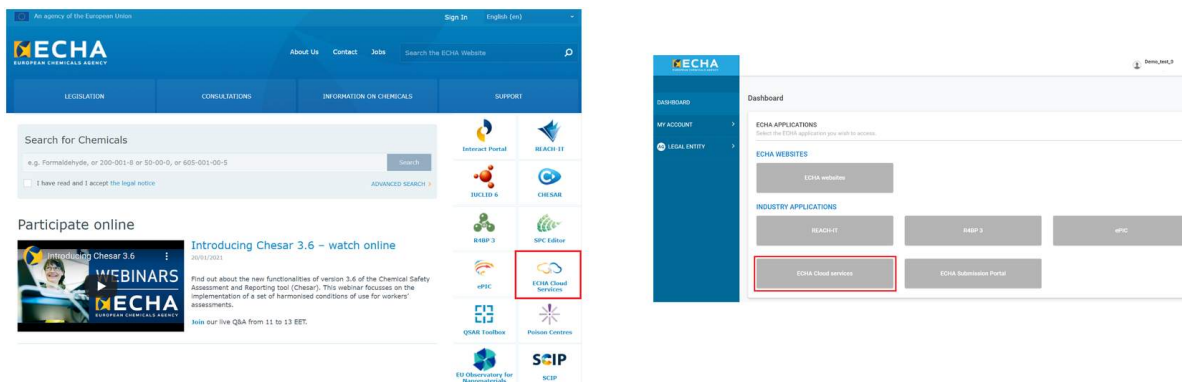 An agency of the European Union
Sign In English (en)
ECHA
EUROPEAN CHEMICALS AGENCY
About Us Contact Jobs Search the ECHA Website
LEGISLATION CONSULTATIONS INFORMATION ON CHEMICALS SUPPORT
Search for Chemicals
e.g. Formaldehyde, or 200-001-8 or 50-00-0, or 605-001-00-5 Search
I have read and I accept the legal notice ADVANCED SEARCH
Participate online
Introducing Chesar 3.6
WEBINARS
ECHA
EUROPEAN CHEMICALS AGENCY
Introducing Chesar 3.6 – watch online
20/01/2021
Find out about the new functionalities of version 3.6 of the Chemical Safety
Assessment and Reporting tool (Chesar). This webinar focusses on the
implementation of a set of harmonised conditions of use for workers'
assessments.
Join our live Q&A from 11 to 13 EET.
Interact Portal REACH-IT
IUCLID 6 CHESAR
R4BP 3 SPC Editor
ePIC ECHA Cloud
Services
QSAR Toolbox Poison Centres
SCIP
EU Observatory for
Nanomaterials SCIP
ECHA
EUROPEAN CHEMICALS AGENCY
Demo_test_0
DASHBOARD
MY ACCOUNT
LEGAL ENTITY
Dashboard
ECHA APPLICATIONS
Select the ECHA application you wish to access.
ECHA WEBSITES
ECHA websites
INDUSTRY APPLICATIONS
REACH-IT R4BP 3 ePIC
ECHA Cloud services ECHA Submission Portal